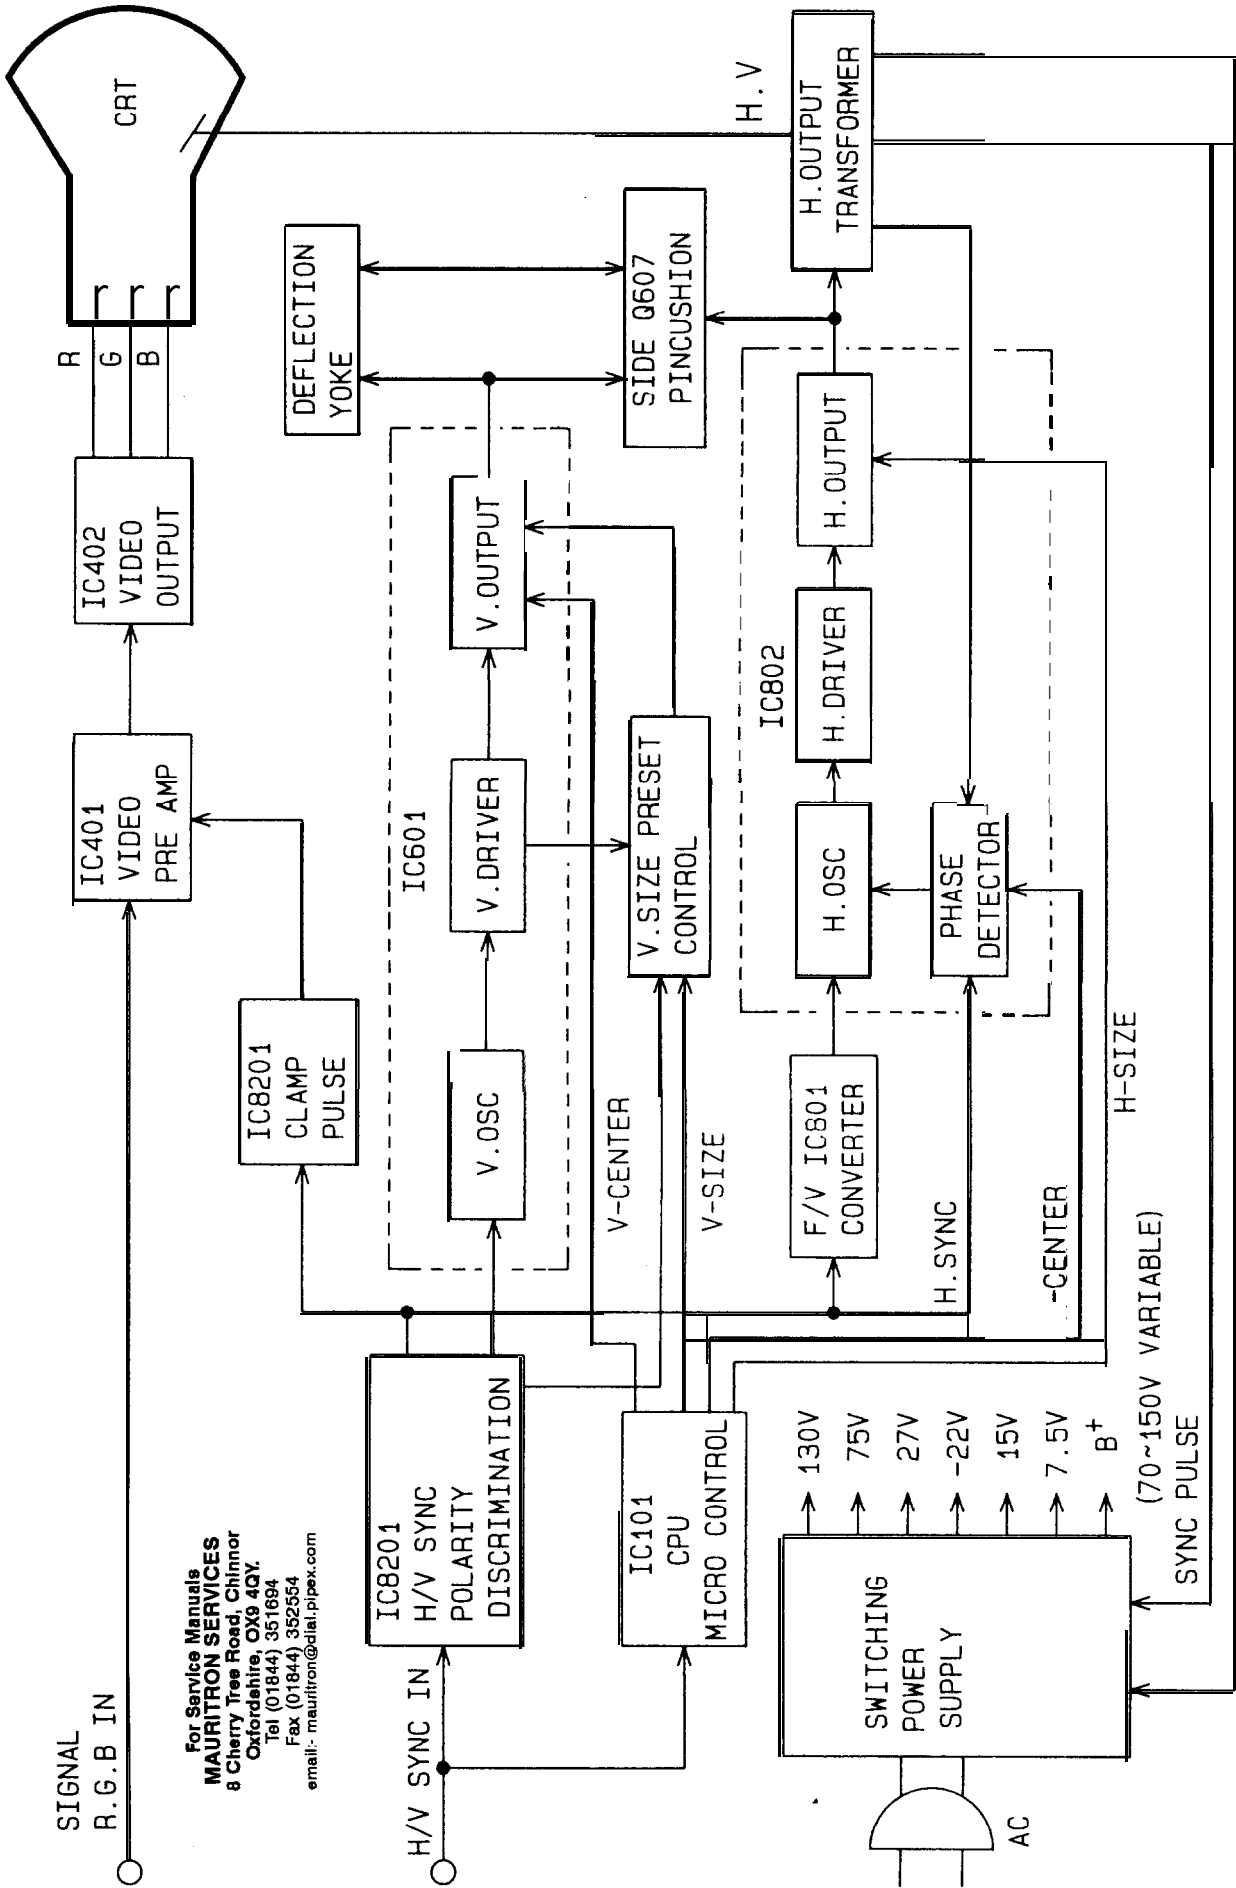 SIGNAL
R.G.B IN
IC401
VIDEO
PRE AMP
IC402
VIDEO
OUTPUT
R
G
B
CRT
For Service Manuals
MAURITRON SERVICES
8 Cherry Tree Road, Chinnor
Oxfordshire, OX9 4QY.
Tel (01844) 351694
Fax (01844) 352554
email:- mauritron@dial.pipex.com
IC8201
CLAMP
PULSE
DEFLECTION
YOKE
H/V SYNC IN
IC8201
H/V SYNC
POLARITY
DISCRIMINATION
IC601
V.OSC
V.DRIVER
V.OUTPUT
V-CENTER
V.SIZE PRESET
CONTROL
SIDE Q607
PINCUSHION
V-SIZE
IC101
CPU
MICRO CONTROL
H.V
IC802
F/V IC801
CONVERTER
H.OSC
H.DRIVER
H.OUTPUT
H.OUTPUT
TRANSFORMER
H.SYNC
PHASE
DETECTOR
-CENTER
H-SIZE
SWITCHING
POWER
SUPPLY
AC
130V
75V
27V
-22V
15V
7.5V
B+
(70~150V VARIABLE)
SYNC PULSE